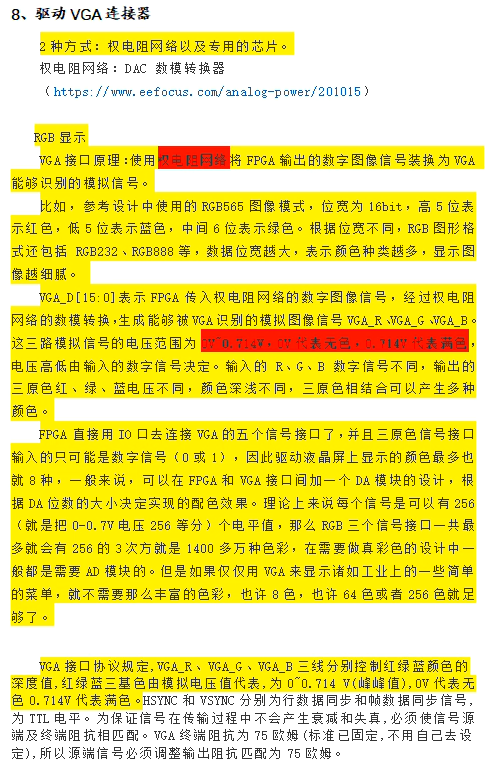 8、驱动 VGA 连接器
2种方式：权电阻网络以及专用的芯片。
权电阻网络：DAC 数模转换器
（https://www.eefocus.com/analog-power/201015）
RGB 显示
VGA 接口原理：使用权电阻网络将 FPGA 输出的数字图像信号装换为 VGA
能够识别的模拟信号。
比如，参考设计中使用的 RGB565 图像模式，位宽为 16bit，高 5 位表
示红色，低 5 位表示蓝色，中间 6 位表示绿色。根据位宽不同，RGB 图形格
式还包括 RGB232、RGB888 等，数据位宽越大，表示颜色种类越多，显示图
像越细腻。
VGA_D[15:0]表示 FPGA 传入权电阻网络的数字图像信号，经过权电阻
网络的数模转换，生成能够被 VGA 识别的模拟图像信号 VGA_R、VGA_G、VGA_B。
这三路模拟信号的电压范围为 0V~0.714V，0V 代表无色，0.714V 代表满色，
电压高低由输入的数字信号决定。输入的 R、G、B 数字信号不同，输出的
三原色红、绿、蓝电压不同，颜色深浅不同，三原色相结合可以产生多种
颜色。
FPGA 直接用 IO 口去连接 VGA 的五个信号接口了，并且三原色信号接口
输入的只可能是数字信号（0 或 1），因此驱动液晶屏上显示的颜色最多也
就 8 种，一般来说，可以在 FPGA 和 VGA 接口间加一个 DA 模块的设计，根
据 DA 位数的大小决定实现的配色效果。理论上来说每个信号是可以有 256
（就是把 0-0.7V 电压 256 等分）个电平值，那么 RGB 三个信号接口一共最
多就会有 256 的 3 次方就是 1400 多万种色彩，在需要做真彩色的设计中一
般都是需要 AD 模块的。但是如果仅仅用 VGA 来显示诸如工业上的一些简单
的菜单，就不需要那么丰富的色彩，也许 8 色，也许 64 色或者 256 色就足
够了。
VGA 接口协议规定,VGA_R、VGA_G、VGA_B 三线分别控制红绿蓝颜色的
深度值,红绿蓝三基色由模拟电压值代表,为 0~0.714 V(峰峰值),0V 代表无
色 0.714V 代表满色。HSYNC 和 VSYNC 分别为行数据同步和帧数据同步信号,
为 TTL 电平。为保证信号在传输过程中不会产生衰减和失真,必须使信号源
端及终端阻抗相匹配。VGA 终端阻抗为 75 欧姆(标准已固定,不用自己去设
定),所以源端信号必须调整输出阻抗匹配为 75 欧姆。